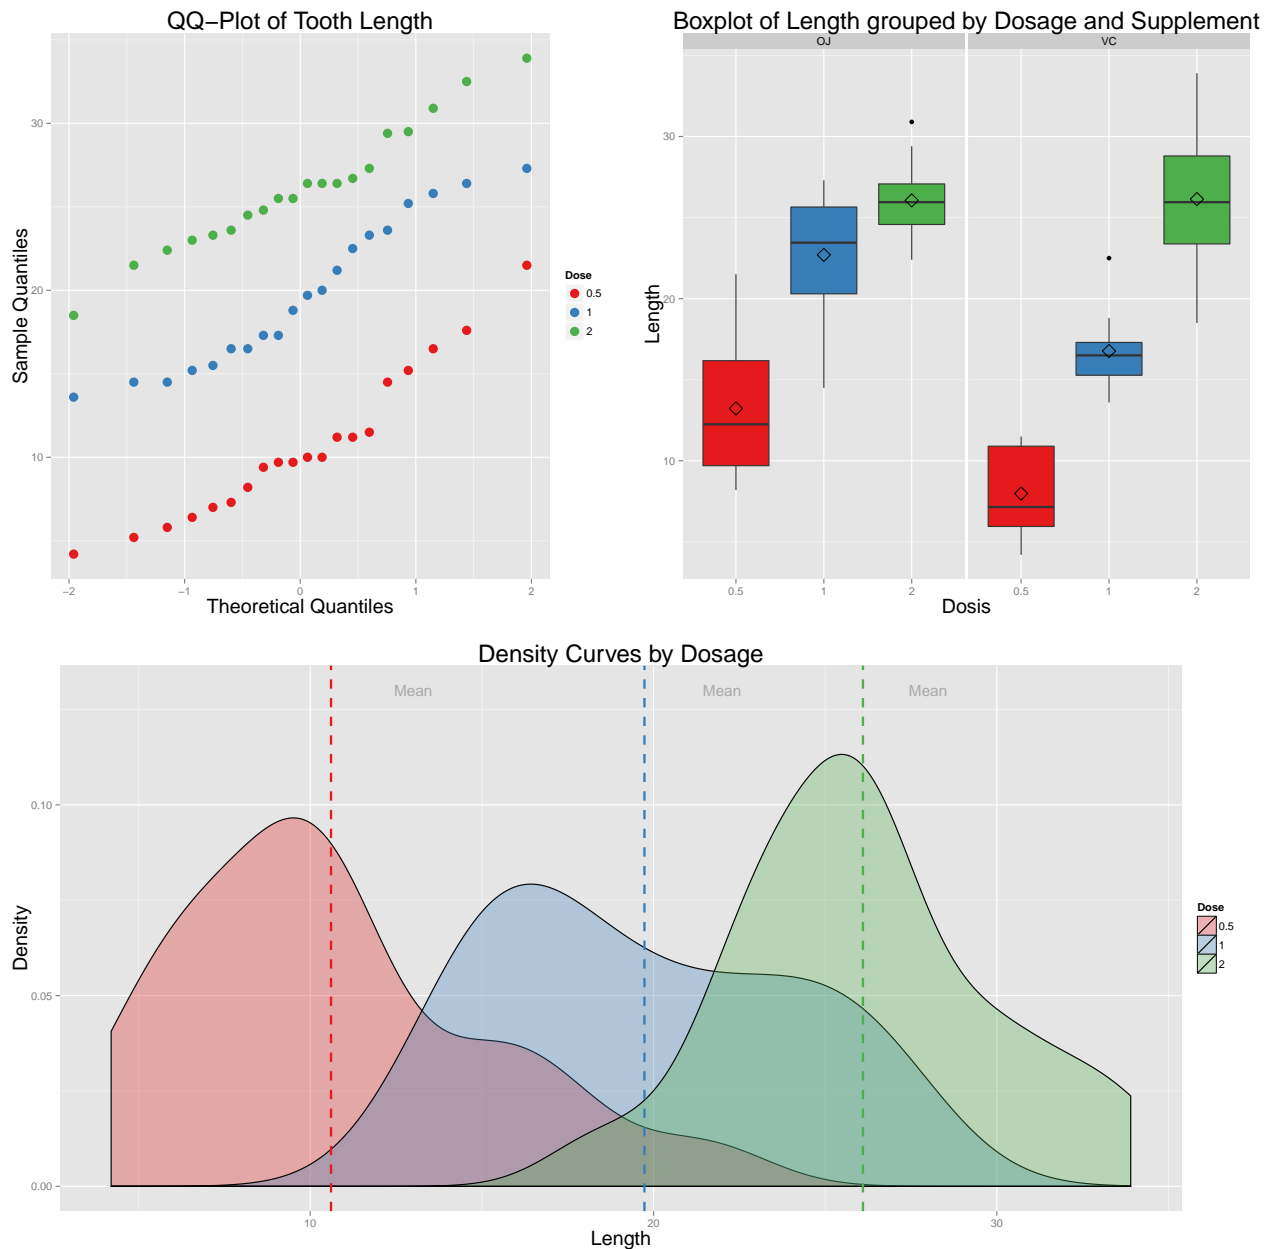 QQ−Plot of Tooth Length
Sample Quantiles
30
20
10
−2
−1
0
1
2
Theoretical Quantiles
Dose
0.5
1
2
Boxplot of Length grouped by Dosage and Supplement
OJ
VC
Length
30
20
10
0.5
1
2
0.5
1
2
Dosis
Density Curves by Dosage
Mean
Mean
Mean
Density
0.10
0.05
0.00
10
20
30
Length
Dose
0.5
1
2